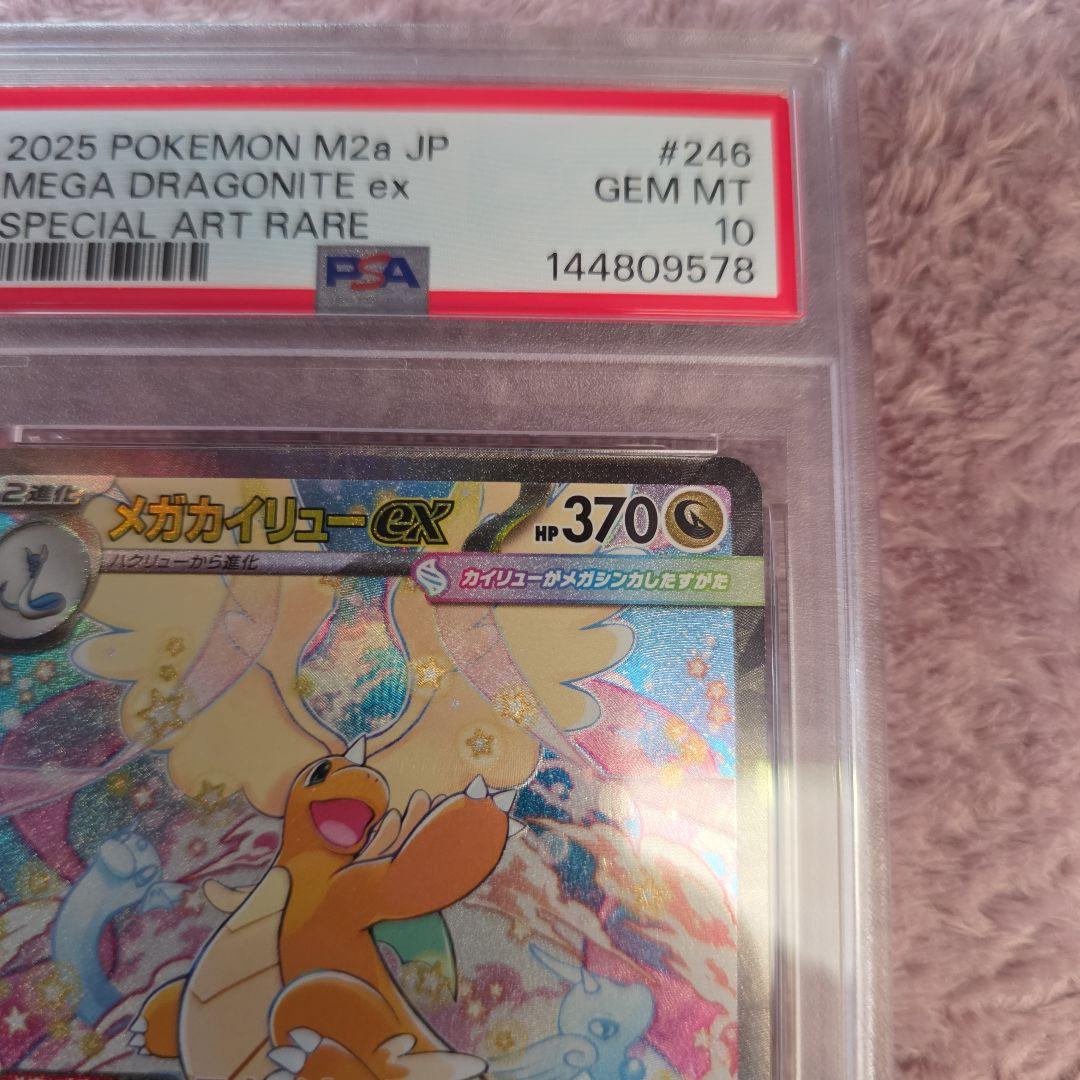 2025 POKEMON M2a JP #246
MEGA DRAGONITE ex GEM MT
SPECIAL ART RARE 10
PSA 144809578
2進化 メガカイリューex HP 370
ハクリューから進化
カイリューがメガシンカしたすがた